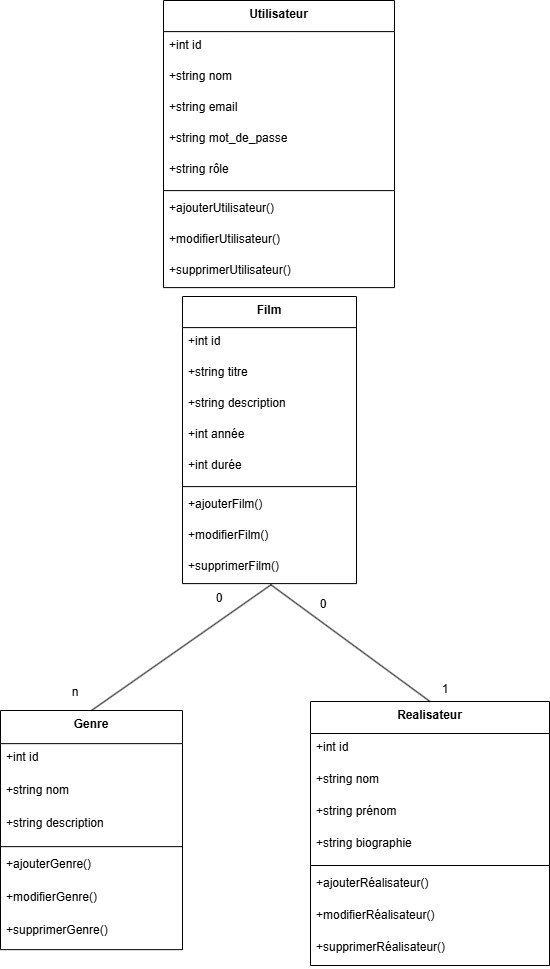 Utilisateur
+int id
+string nom
+string email
+string mot_de_passe
+string rôle
+ajouterUtilisateur()
+modifierUtilisateur()
+supprimerUtilisateur()
Film
+int id
+string titre
+string description
+int année
+int durée
+ajouterFilm()
+modifierFilm()
+supprimerFilm()
0
0
n
1
Genre
+int id
+string nom
+string description
+ajouterGenre()
+modifierGenre()
+supprimerGenre()
Realisateur
+int id
+string nom
+string prénom
+string biographie
+ajouterRéalisateur()
+modifierRéalisateur()
+supprimerRéalisateur()